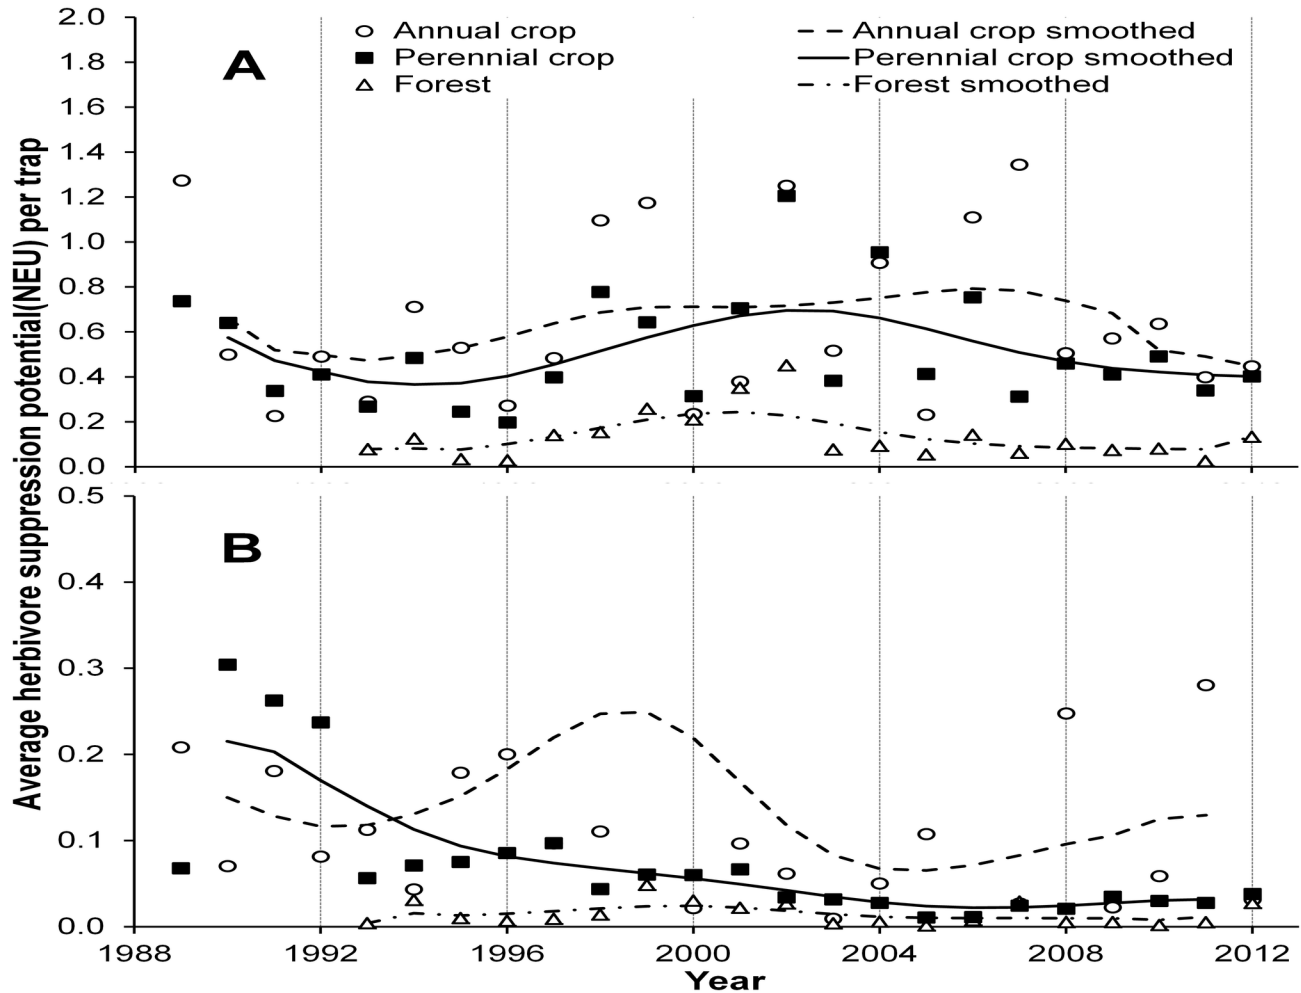 2.0
Annual crop
Annual crop smoothed
1.8
A
Perennial crop
Perennial crop smoothed
1.6
Forest
Forest smoothed
1.4
1.2
1.0
0.8
0.6
0.4
0.2
0.0
Average herbivore suppression potential(NEU) per trap
0.5
B
0.4
0.3
0.2
0.1
0.0
1988 1992 1996 2000 2004 2008 2012
Year